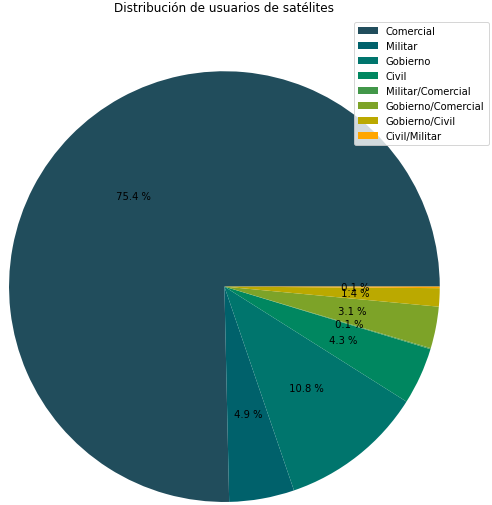 Distribución de usuarios de satélites
Comercial
Militar
Gobierno
Civil
Militar/Comercial
Gobierno/Comercial
Gobierno/Civil
Civil/Militar
75.4 %
0.1 %
1.4 %
3.1 %
0.1 %
4.3 %
10.8 %
4.9 %